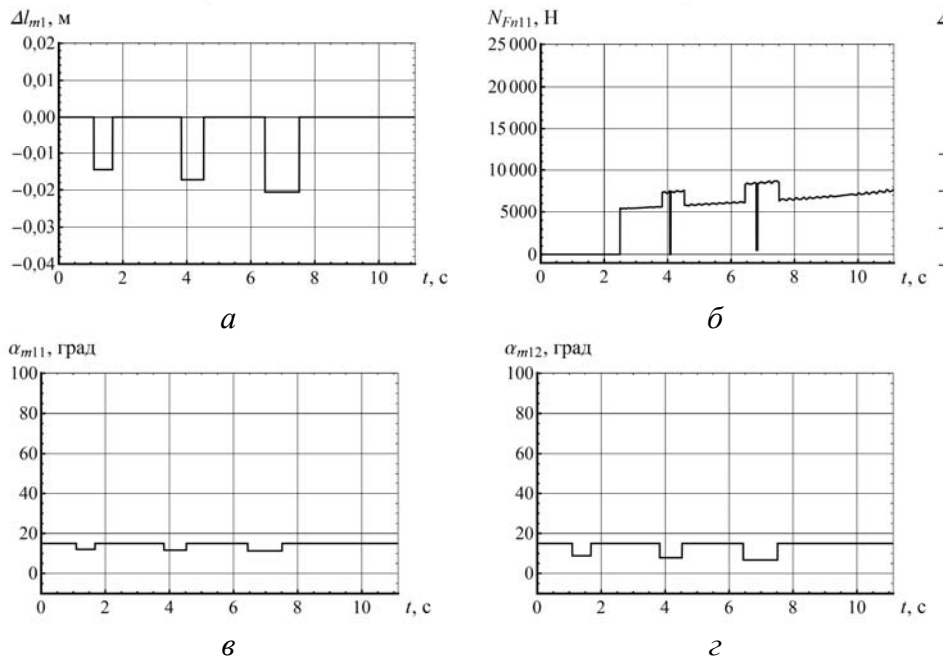 Δl_m1, м
0,02
0,01
0,00
−0,01
−0,02
−0,03
−0,04
0 2 4 6 8 10 t, с
а
N_Fn11, Н
25 000
20 000
15 000
10 000
5000
0
0 2 4 6 8 10 t, с
б
α_m11, град
100
80
60
40
20
0
0 2 4 6 8 10 t, с
в
α_m12, град
100
80
60
40
20
0
0 2 4 6 8 10 t, с
г